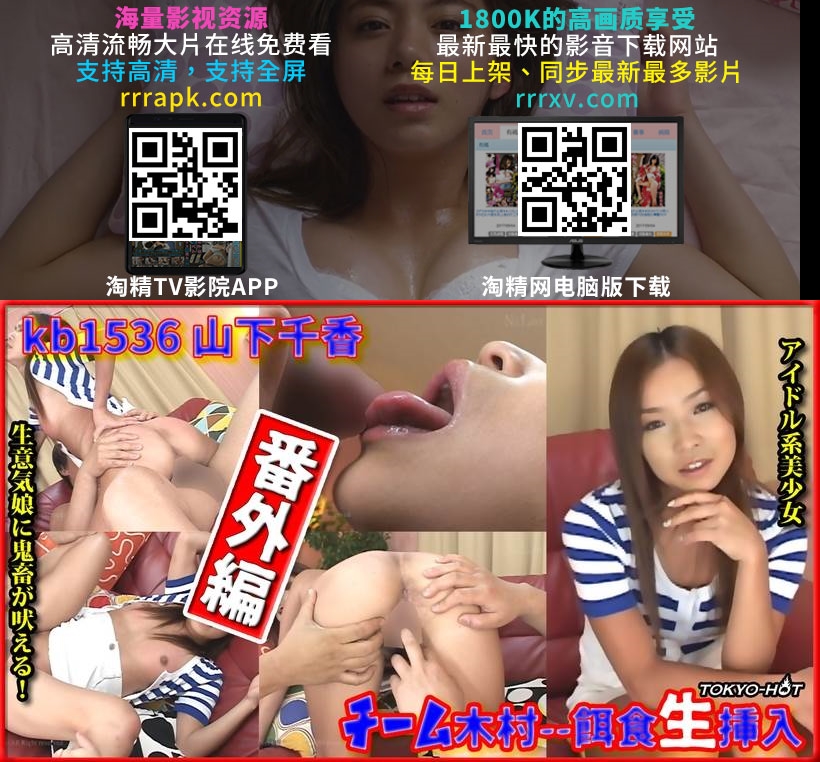 海量影视资源
高清流畅大片在线免费看
支持高清，支持全屏
rrrapk.com
淘精TV影院APP
1800K的高画质享受
最新最快的影音下载网站
每日上架、同步最新最多影片
rrrxv.com
淘精网电脑版下载
kb1536 山下千香
アイドル系美少女
生意気娘に鬼畜が吠える！
番外編
TOKYO-HOT
チーム木村--餌食生挿入